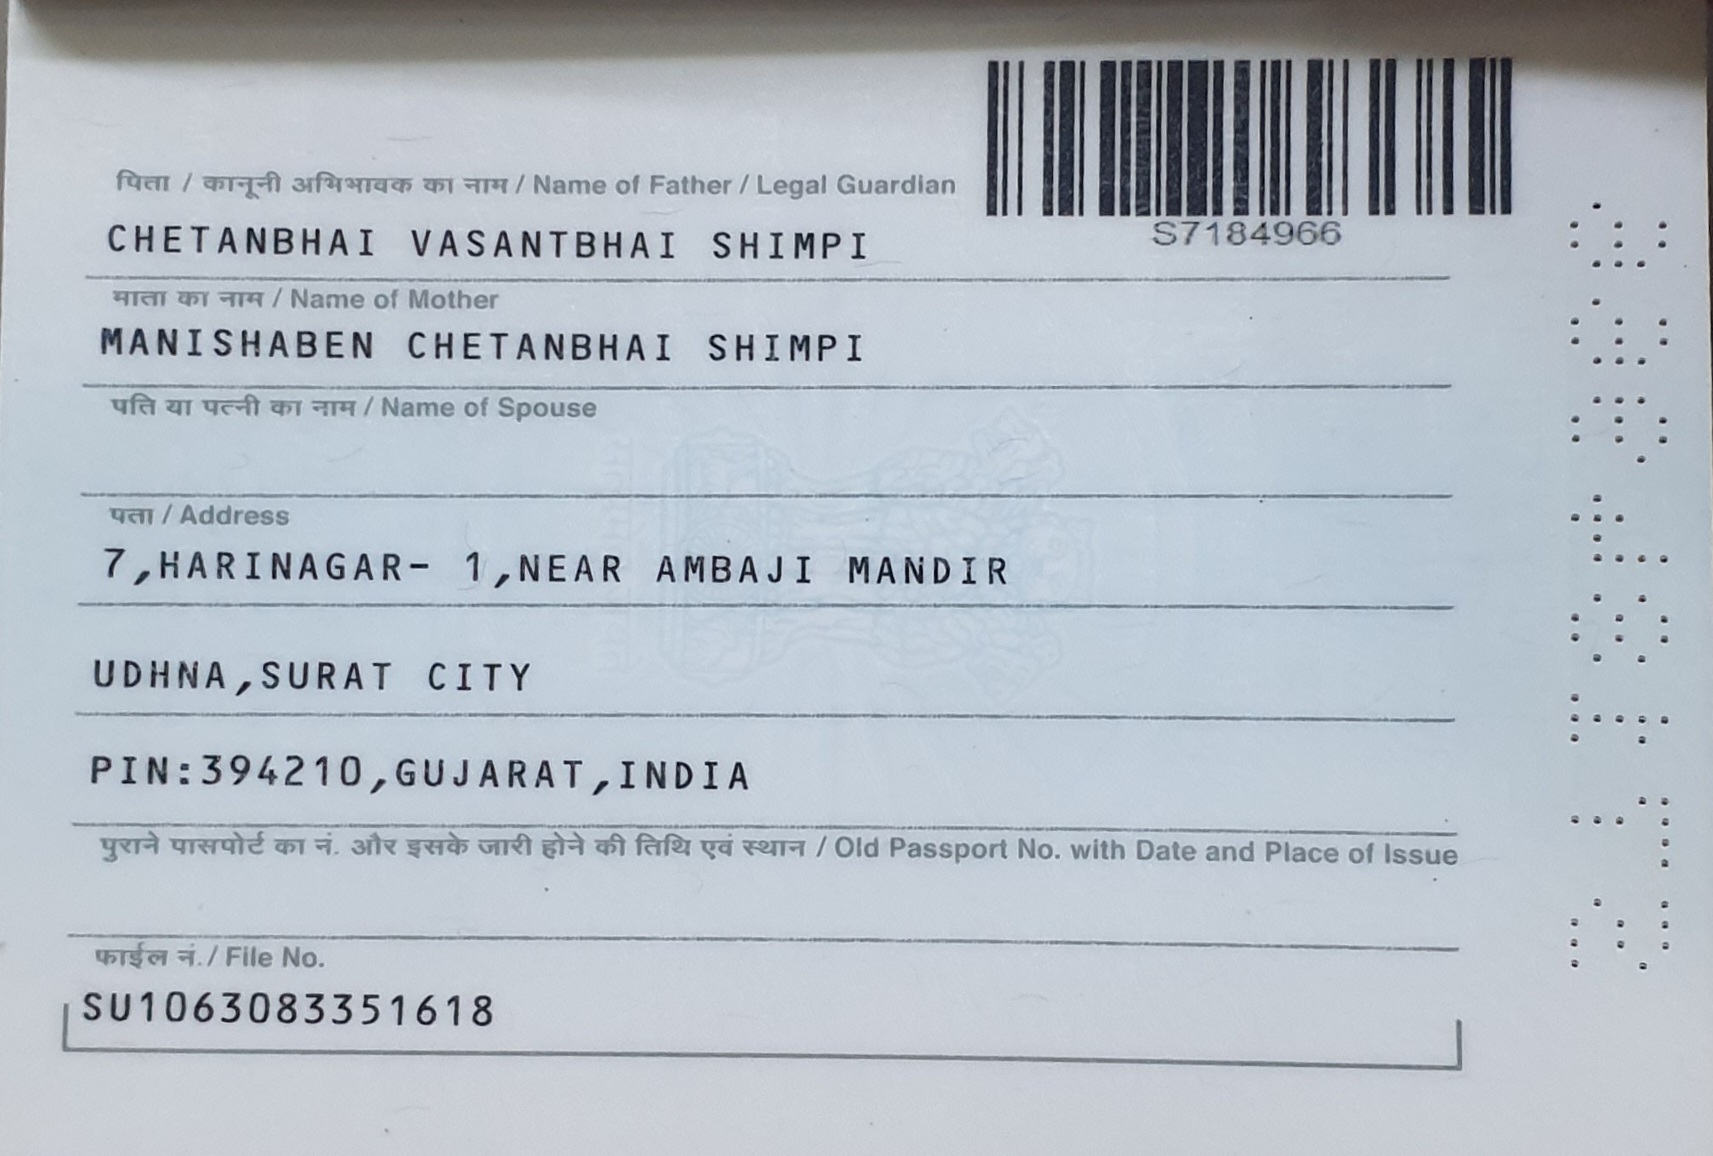 पिता / कानूनी अभिभावक का नाम / Name of Father / Legal Guardian
S7184966
CHETANBHAI VASANTBHAI SHIMPI
माता का नाम / Name of Mother
MANISHABEN CHETANBHAI SHIMPI
पति या पत्नी का नाम / Name of Spouse
पता / Address
7,HARINAGAR- 1,NEAR AMBAJI MANDIR
UDHNA,SURAT CITY
PIN:394210,GUJARAT,INDIA
पुराने पासपोर्ट का नं. और इसके जारी होने की तिथि एवं स्थान / Old Passport No. with Date and Place of Issue
फाईल नं./ File No.
SU1063083351618
S7184966